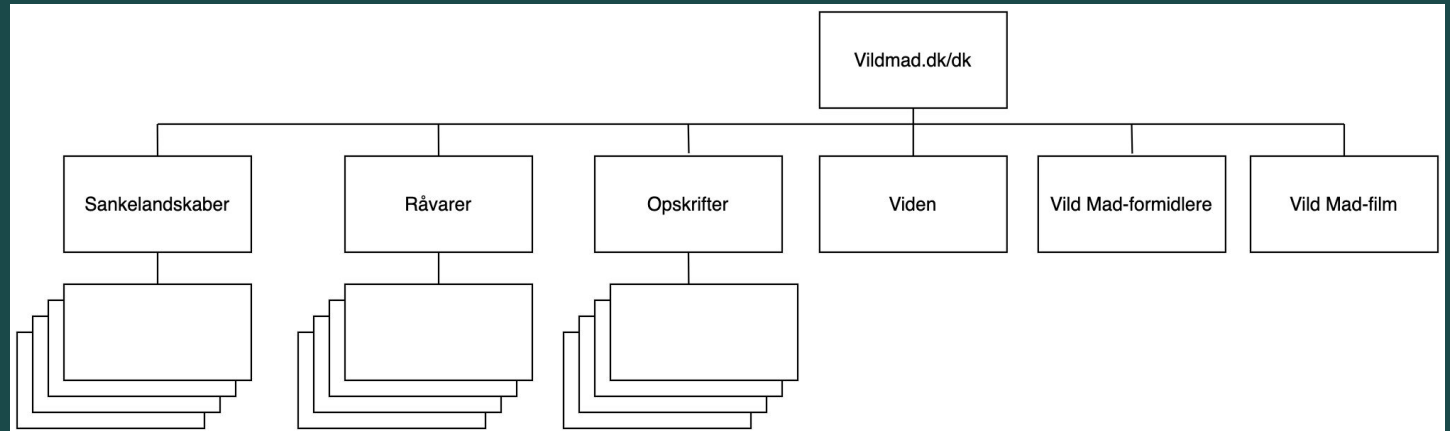 Vildmad.dk/dk
Sankelandskaber
Råvarer
Opskrifter
Viden
Vild Mad-formidlere
Vild Mad-film